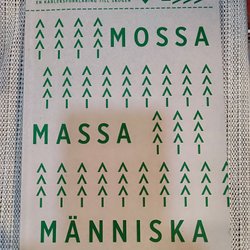 EN KÄRLEKSFÖRKLARING TILL SKOGEN
MOSSA
MASSA
MÄNNISKA